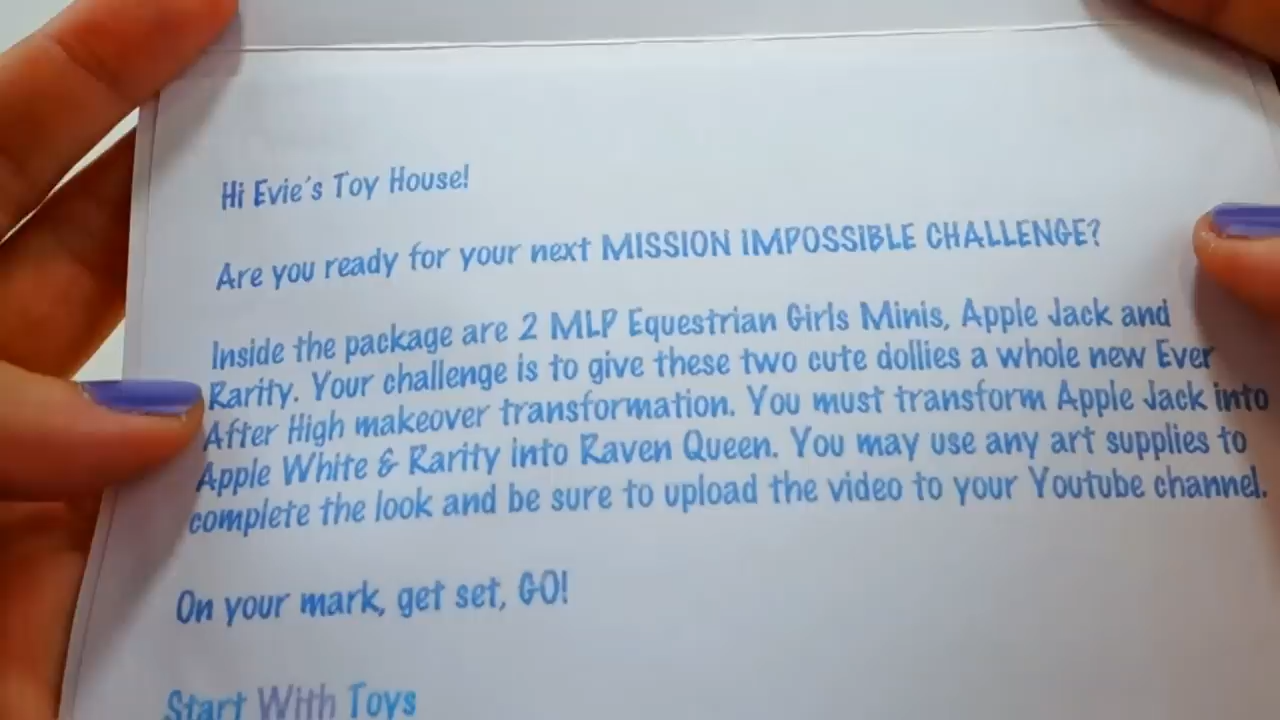 Hi Evie's Toy House!
Are you ready for your next MISSION IMPOSSIBLE CHALLENGE?
Inside the package are 2 MLP Equestrian Girls Minis, Apple Jack and
Rarity. Your challenge is to give these two cute dollies a whole new Ever
After High makeover transformation. You must transform Apple Jack into
Apple White & Rarity into Raven Queen. You may use any art supplies to
complete the look and be sure to upload the video to your Youtube channel.
On your mark, get set, GO!
Start With Toys